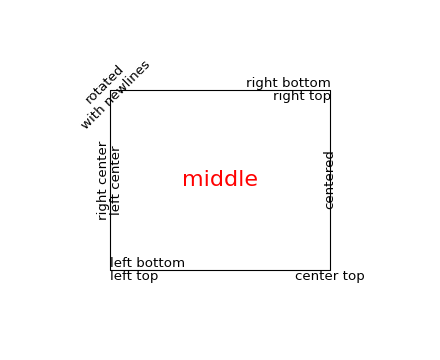 rotated
with newlines
right bottom
right top
right center
left center
middle
centered
left bottom
left top
center top